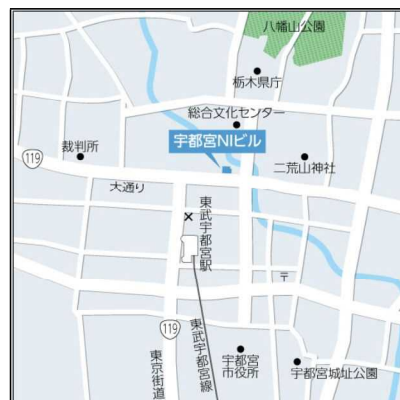 八幡山公園
栃木県庁
総合文化センター
宇都宮NIビル
裁判所
二荒山神社
119
大通り
東武宇都宮駅
〒
119
東武宇都宮線
東京街道
宇都宮
市役所
宇都宮城址公園